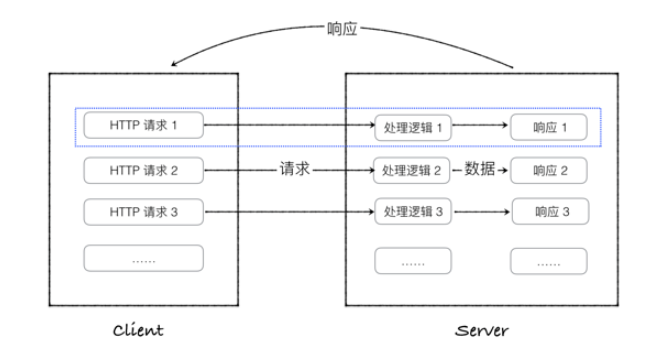 响应
HTTP 请求 1
处理逻辑 1
响应 1
HTTP 请求 2
请求
处理逻辑 2
数据
响应 2
HTTP 请求 3
处理逻辑 3
响应 3
……
……
……
Client
Server